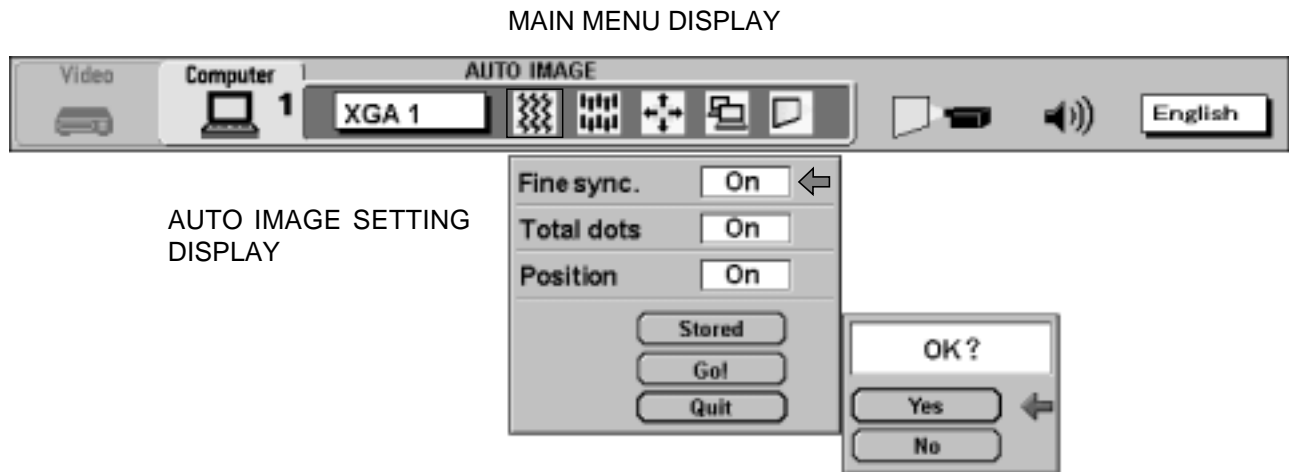 MAIN MENU DISPLAY
Video
Computer
AUTO IMAGE
1
XGA 1
English
AUTO IMAGE SETTING
DISPLAY
Fine sync. On
Total dots On
Position On
Stored
Go!
Quit
OK?
Yes
No